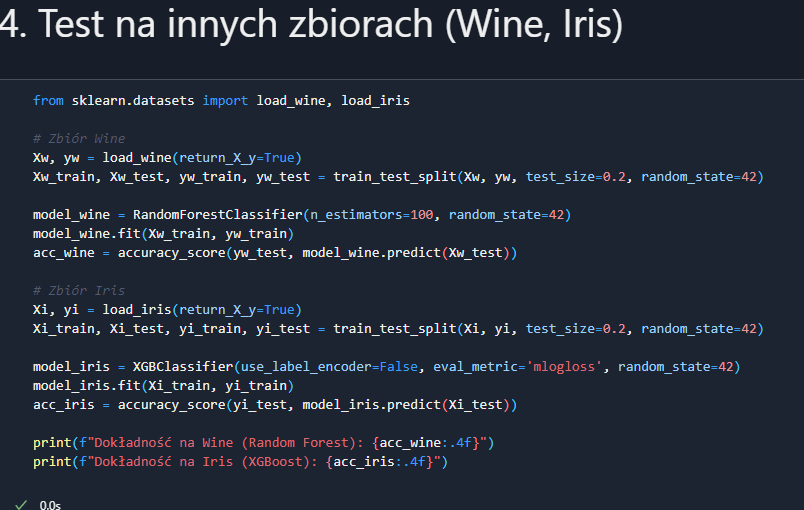 4. Test na innych zbiorach (Wine, Iris)
from sklearn.datasets import load_wine, load_iris
# Zbiór Wine
Xw, yw = load_wine(return_X_y=True)
Xw_train, Xw_test, yw_train, yw_test = train_test_split(Xw, yw, test_size=0.2, random_state=42)
model_wine = RandomForestClassifier(n_estimators=100, random_state=42)
model_wine.fit(Xw_train, yw_train)
acc_wine = accuracy_score(yw_test, model_wine.predict(Xw_test))
# Zbiór Iris
Xi, yi = load_iris(return_X_y=True)
Xi_train, Xi_test, yi_train, yi_test = train_test_split(Xi, yi, test_size=0.2, random_state=42)
model_iris = XGBClassifier(use_label_encoder=False, eval_metric='mlogloss', random_state=42)
model_iris.fit(Xi_train, yi_train)
acc_iris = accuracy_score(yi_test, model_iris.predict(Xi_test))
print(f"Dokładność na Wine (Random Forest): {acc_wine:.4f}")
print(f"Dokładność na Iris (XGBoost): {acc_iris:.4f}")
0.0s